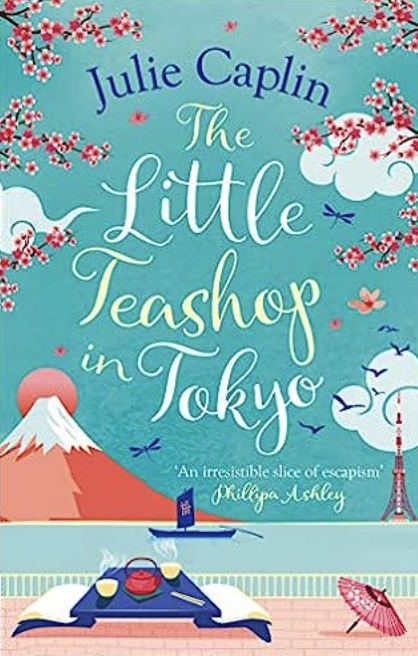 Julie Caplin
The
Little
Teashop
in Tokyo
‘An irresistible slice of escapism’
Phillipa Ashley